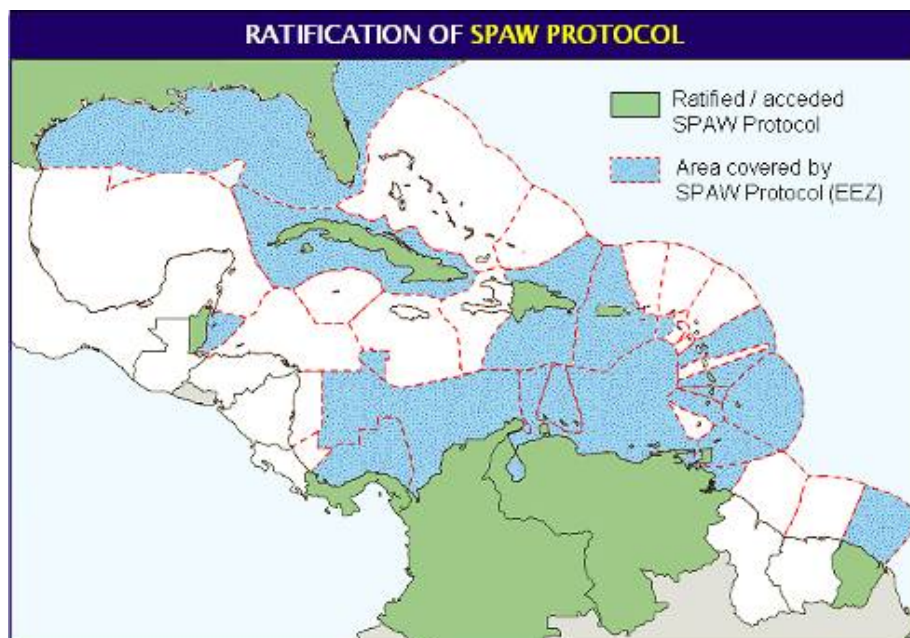 RATIFICATION OF SPAW PROTOCOL
Ratified / acceded
SPAW Protocol
Area covered by
SPAW Protocol (EEZ)